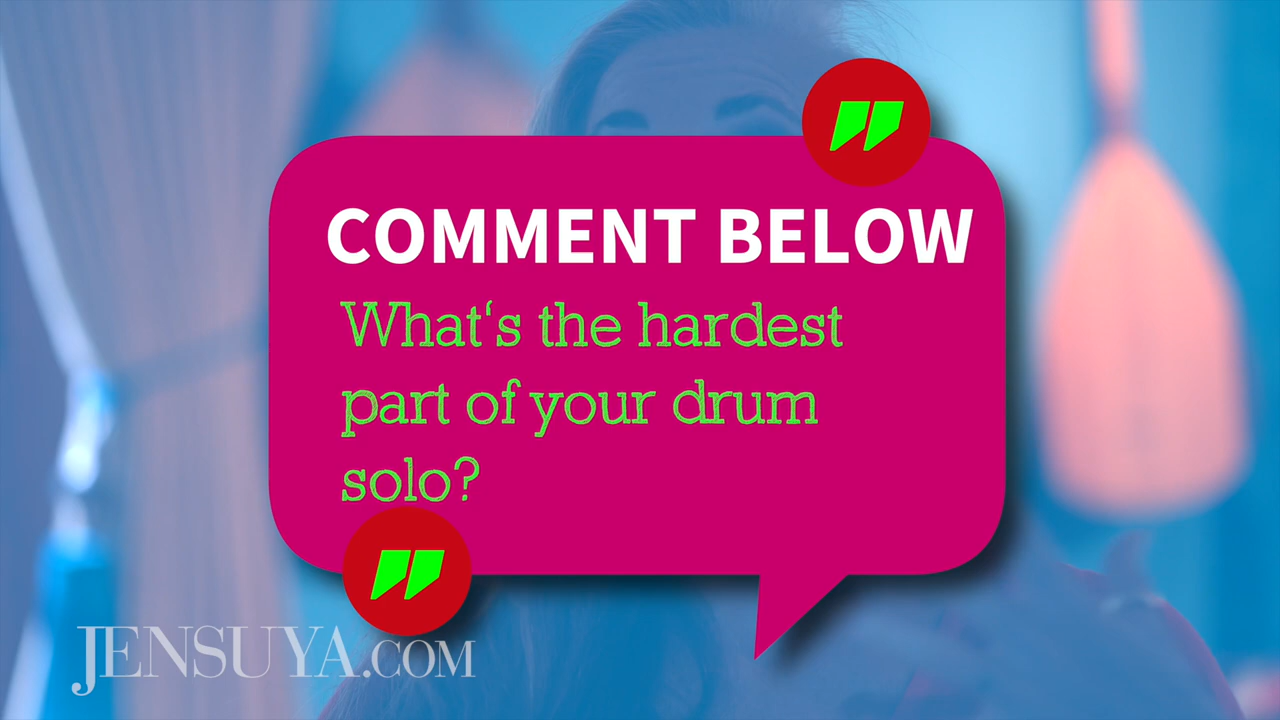 COMMENT BELOW
What's the hardest
part of your drum
solo?
JENSUYA.COM